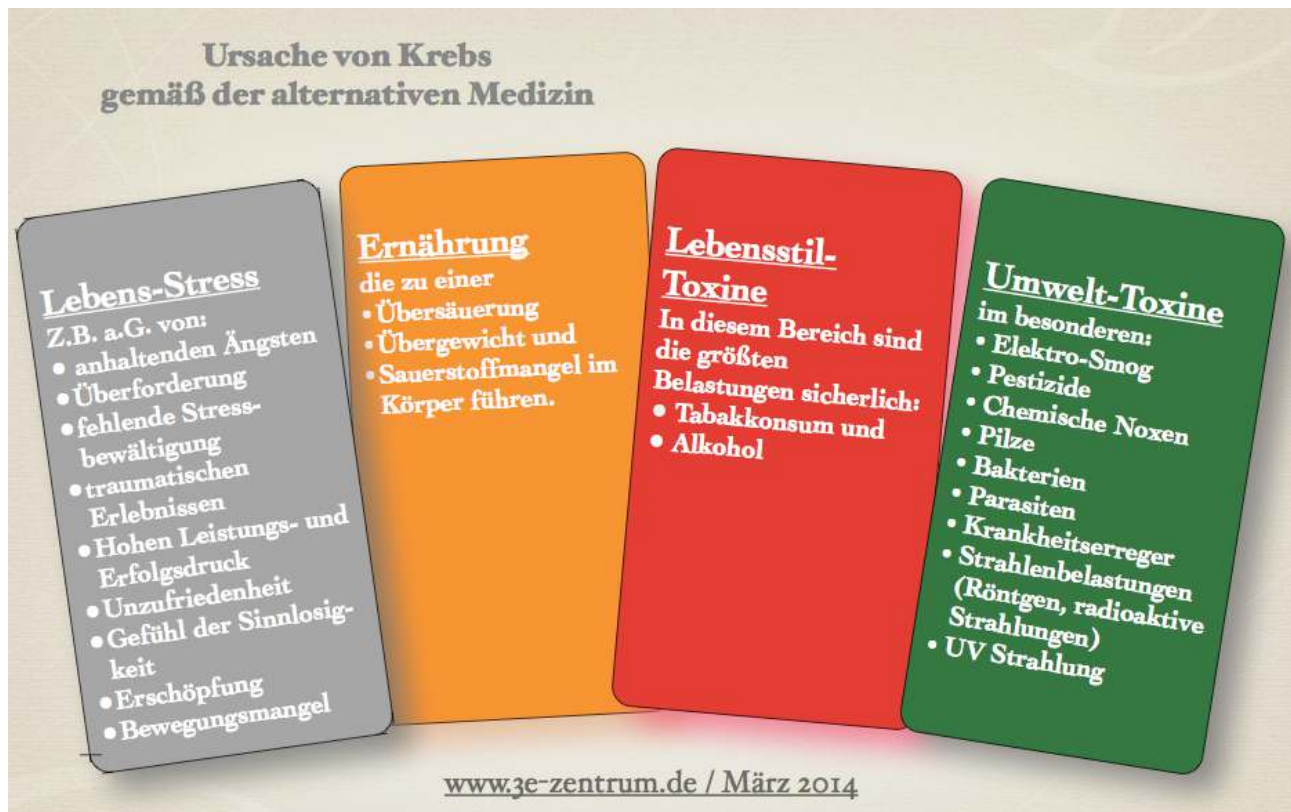 Ursache von Krebs
gemäß der alternativen Medizin
Lebens-Stress
Z.B. a.G. von:
• anhaltenden Ängsten
• Überforderung
• fehlende Stress-
bewältigung
• traumatischen
Erlebnissen
• Hohen Leistungs- und
Erfolgsdruck
• Unzufriedenheit
• Gefühl der Sinnlosig-
keit
• Erschöpfung
• Bewegungsmangel
Ernährung
die zu einer
• Übersäuerung
• Übergewicht und
• Sauerstoffmangel im
Körper führen.
Lebensstil-
Toxine
In diesem Bereich sind
die größten
Belastungen sicherlich:
• Tabakkonsum und
• Alkohol
Umwelt-Toxine
im besonderen:
• Elektro-Smog
• Pestizide
• Chemische Noxen
• Pilze
• Bakterien
• Parasiten
• Krankheitserreger
• Strahlenbelastungen
(Röntgen, radioaktive
Strahlungen)
• UV Strahlung
www.3e-zentrum.de / März 2014